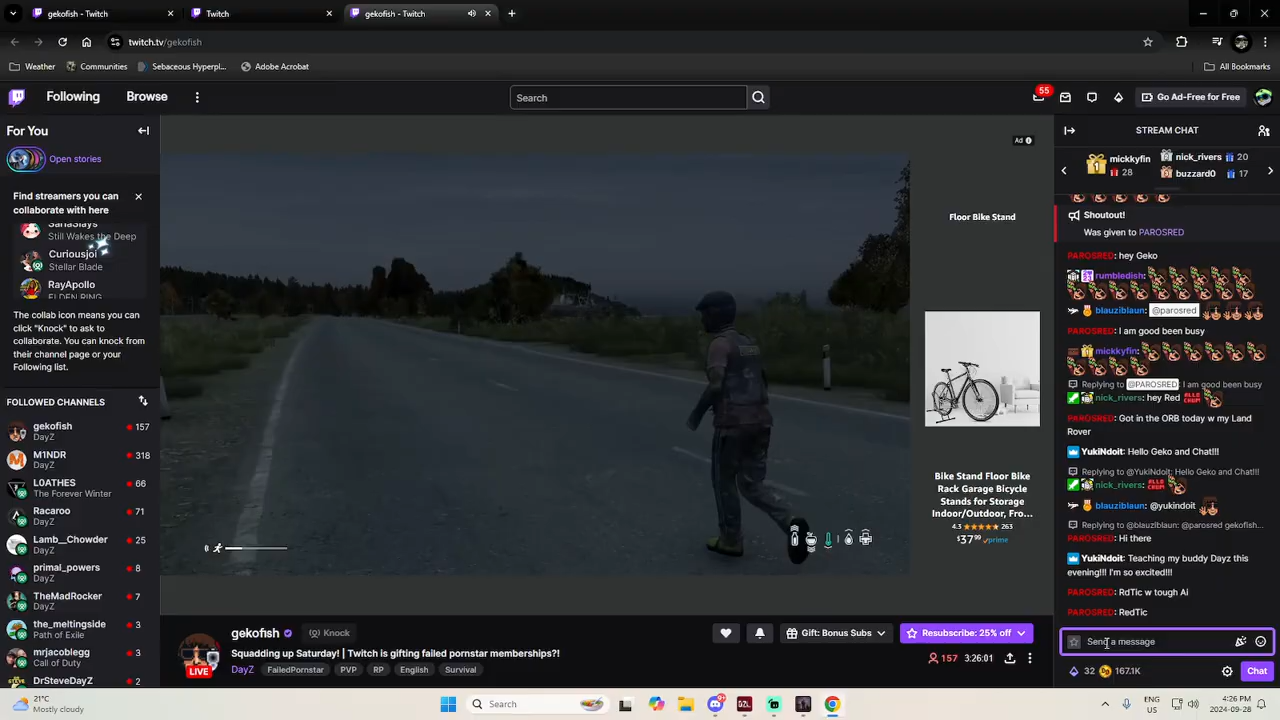 gekofish - Twitch
Twitch
gekofish - Twitch
twitch.tv/gekofish
Weather
Communities
Sebaceous Hyperpl...
Adobe Acrobat
All Bookmarks
Following
Browse
Search
55
Go Ad-Free for Free
For You
Open stories
Find streamers you can
collaborate with here
Still Wakes the Deep
Curiousjoi
Stellar Blade
RayApollo
ELDEN RING
The collab icon means you can
click "Knock" to ask to
collaborate. You can knock from
their channel page or your
Following list.
FOLLOWED CHANNELS
gekofish
157
DayZ
M1NDR
318
DayZ
LOATHES
66
The Forever Winter
Racaroo
71
DayZ
Lamb__Chowder
25
DayZ
primal_powers
8
DayZ
TheMadRocker
7
DayZ
the_meltingside
3
Path of Exile
mrjacoblegg
3
Call of Duty
DrSteveDayZ
2
Ad
Floor Bike Stand
Bike Stand Floor Bike
Rack Garage Bicycle
Stands for Storage
Indoor/Outdoor, Fro...
4.3
263
$37.99 prime
LIVE
gekofish
Knock
Squadding up Saturday! | Twitch is gifting failed pornstar memberships?!
DayZ
FailedPornstar
PVP
RP
English
Survival
Gift: Bonus Subs
Resubscribe: 25% off
157
3:26:01
STREAM CHAT
1
mickkyfin
28
2
nick_rivers
20
3
buzzard0
17
Shoutout!
Was given to PAROSRED
PAROSRED: hey Geko
rumbledish:
blauziblaun: @parosred
PAROSRED: I am good been busy
mickkyfin:
Replying to @PAROSRED: I am good been busy
nick_rivers: hey Red
PAROSRED: Got in the ORB today w my Land
Rover
YukiNdoit: Hello Geko and Chat!!!
Replying to @YukiNdoit: Hello Geko and Chat!!!
nick_rivers:
blauziblaun: @yukindoit
Replying to @blauziblaun: @parosred gekofish...
PAROSRED: Hi there
YukiNdoit: Teaching my buddy Dayz this
evening!!! I'm so excited!!!
PAROSRED: RdTic w tough Ai
PAROSRED: RedTic
Send a message
32
167.1K
Chat
21°C
Mostly cloudy
Search
DZL
ENG
US
4:26 PM
2024-09-28